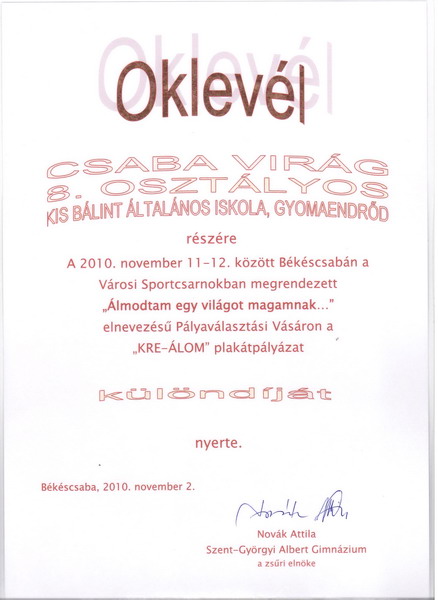 Oklevél
CSABA VIRÁG
8. OSZTÁLYOS
KIS BÁLINT ÁLTALÁNOS ISKOLA, GYOMAENDRŐD
részére
A 2010. november 11-12. között Békéscsabán a
Városi Sportcsarnokban megrendezett
„Álmodtam egy világot magamnak…”
elnevezésű Pályaválasztási Vásáron a
„KRE-ÁLOM” plakátpályázat
különdíját
nyerte.
Békéscsaba, 2010. november 2.
Novák Attila
Novák Attila
Szent-Györgyi Albert Gimnázium
a zsűri elnöke